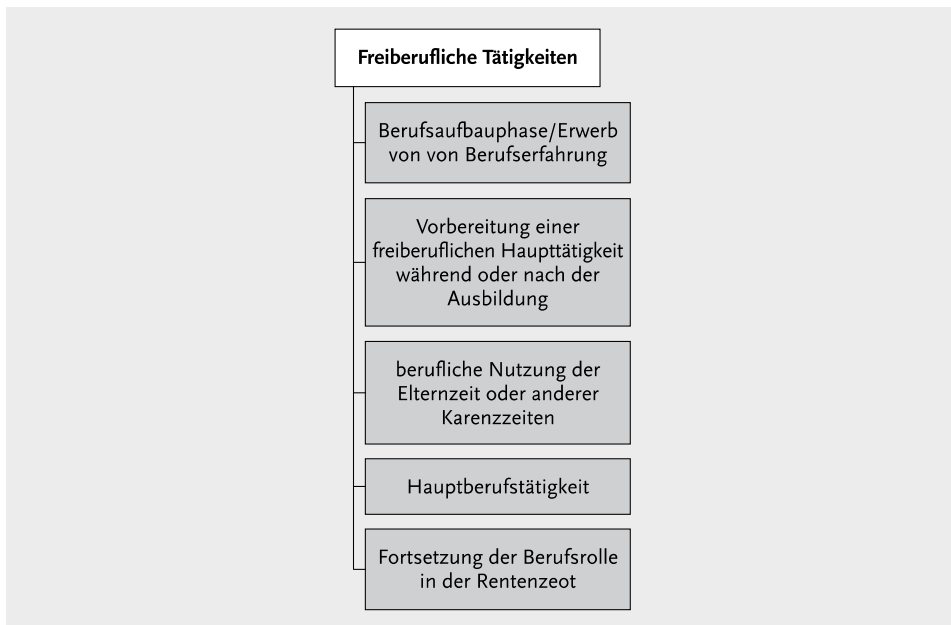 Freiberufliche Tätigkeiten
Berufsaufbauphase/Erwerb
von von Berufserfahrung
Vorbereitung einer
freiberuflichen Haupttätigkeit
während oder nach der
Ausbildung
berufliche Nutzung der
Elternzeit oder anderer
Karenzzeiten
Hauptberufstätigkeit
Fortsetzung der Berufsrolle
in der Rentenzeot